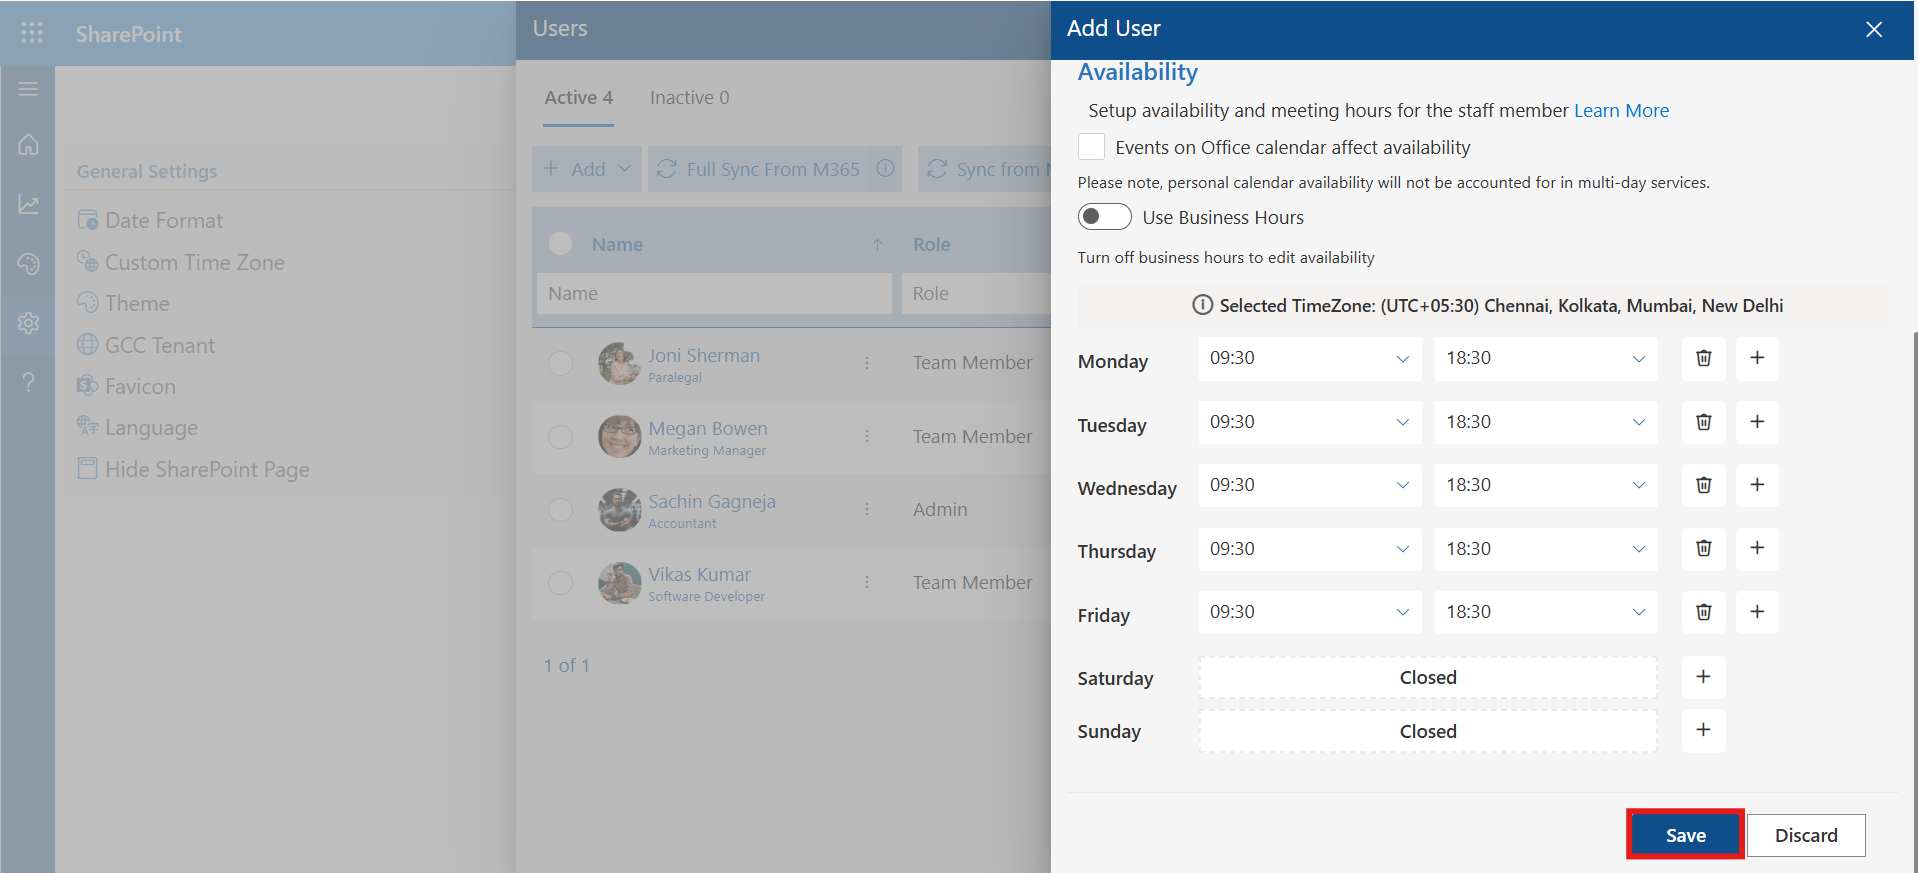 SharePoint
General Settings
Date Format
Custom Time Zone
Theme
GCC Tenant
Favicon
Language
Hide SharePoint Page
Users
Active 4 Inactive 0
Add Full Sync From M365 Sync from
Name Role
Name Role
Joni Sherman
Paralegal
Team Member
Megan Bowen
Marketing Manager
Team Member
Sachin Gagneja
Accountant
Admin
Vikas Kumar
Software Developer
Team Member
1 of 1
Add User
Availability
Setup availability and meeting hours for the staff member Learn More
Events on Office calendar affect availability
Please note, personal calendar availability will not be accounted for in multi-day services.
Use Business Hours
Turn off business hours to edit availability
Selected TimeZone: (UTC+05:30) Chennai, Kolkata, Mumbai, New Delhi
Monday 09:30 18:30
Tuesday 09:30 18:30
Wednesday 09:30 18:30
Thursday 09:30 18:30
Friday 09:30 18:30
Saturday Closed
Sunday Closed
Save Discard